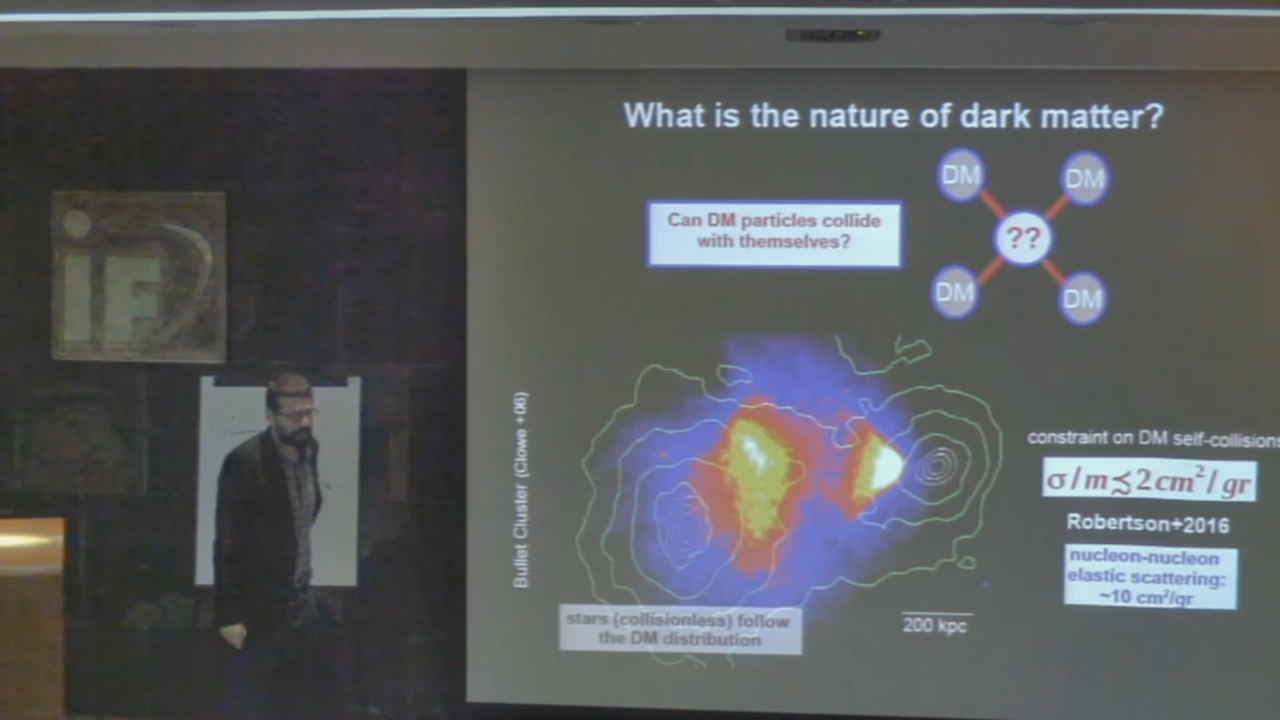 What is the nature of dark matter?
DM
DM
Can DM particles collide
with themselves?
??
DM
DM
Bullet Cluster (Clowe +06)
constraint on DM self-collisions
σ/m≲2cm²/gr
Robertson+2016
nucleon-nucleon
elastic scattering:
~10 cm²/gr
stars (collisionless) follow
the DM distribution
200 kpc
iF